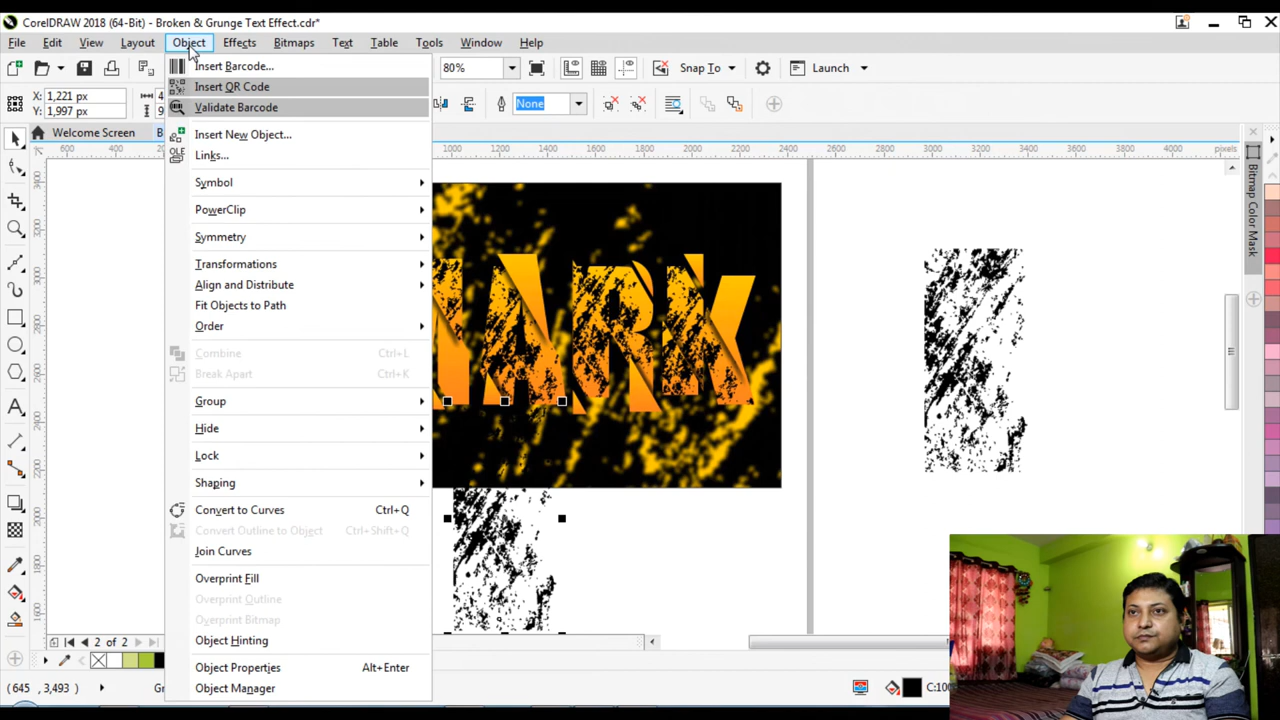 CorelDRAW 2018 (64-Bit) - Broken & Grunge Text Effect.cdr*
File Edit View Layout Object Effects Bitmaps Text Table Tools Window Help
80% Snap To Launch
X: 1,221 px
Y: 1,997 px
None
Welcome Screen
Insert Barcode...
Insert QR Code
Validate Barcode
Insert New Object...
Links...
Symbol
PowerClip
Symmetry
Transformations
Align and Distribute
Fit Objects to Path
Order
Combine Ctrl+L
Break Apart Ctrl+K
Group
Hide
Lock
Shaping
Convert to Curves Ctrl+Q
Convert Outline to Object Ctrl+Shift+Q
Join Curves
Overprint Fill
Overprint Outline
Overprint Bitmap
Object Hinting
Object Properties Alt+Enter
Object Manager
600 1000 1200 1400 1600 1800 2000 2200 2400 3000 3200 3400 3600 3800 4000 pixels
ARk
Bitmap Color Mask
2 of 2
(645 , 3,493)
C:100